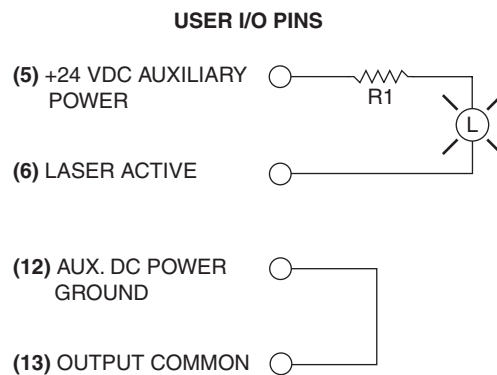 USER I/O PINS
(5) +24 VDC AUXILIARY
POWER
R1
L
(6) LASER ACTIVE
(12) AUX. DC POWER
GROUND
(13) OUTPUT COMMON